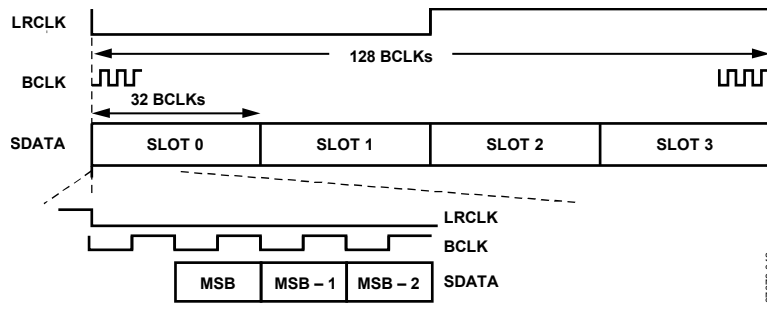 LRCLK
128 BCLKs
BCLK
32 BCLKs
SDATA
SLOT 0
SLOT 1
SLOT 2
SLOT 3
LRCLK
BCLK
MSB
MSB – 1
MSB – 2
SDATA